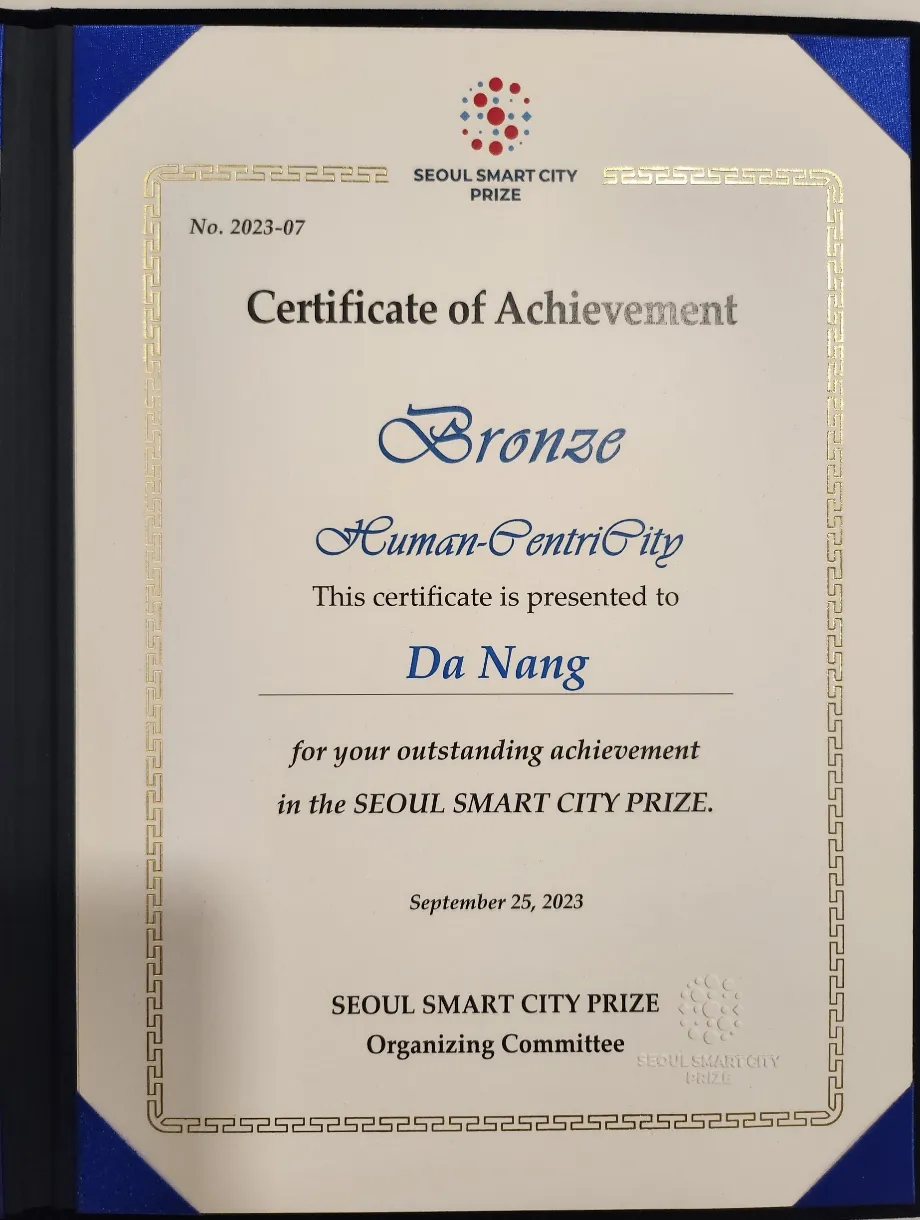 SEOUL SMART CITY
PRIZE
No. 2023-07
Certificate of Achievement
Bronze
Human-CentriCity
This certificate is presented to
Da Nang
for your outstanding achievement
in the SEOUL SMART CITY PRIZE.
September 25, 2023
SEOUL SMART CITY PRIZE
Organizing Committee
SEOUL SMART CITY
PRIZE